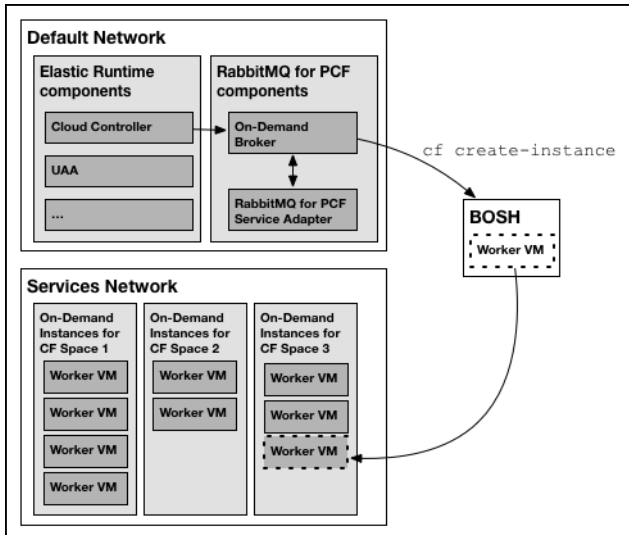 Default Network
Elastic Runtime
components
Cloud Controller
UAA
...
RabbitMQ for PCF
components
On-Demand
Broker
RabbitMQ for PCF
Service Adapter
cf create-instance
BOSH
Worker VM
Services Network
On-Demand
Instances for
CF Space 1
Worker VM
Worker VM
Worker VM
Worker VM
On-Demand
Instances for
CF Space 2
Worker VM
Worker VM
On-Demand
Instances for
CF Space 3
Worker VM
Worker VM
Worker VM